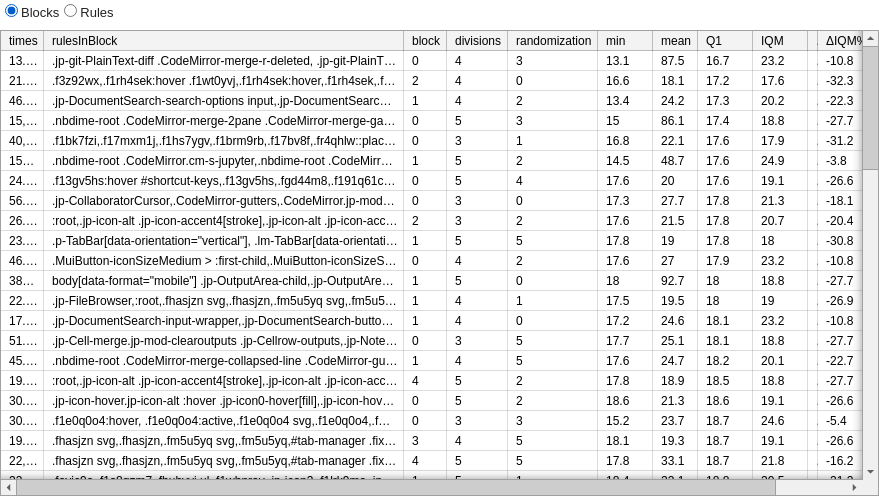 Blocks Rules
times rulesInBlock block divisions randomization min mean Q1 IQM ΔIQM%
13.… .jp-git-PlainText-diff .CodeMirror-merge-r-deleted, .jp-git-PlainT… 0 4 3 13.1 87.5 16.7 23.2 -10.8
21.… .f3z92wx,.f1rh4sek:hover .f1wt0yvj,.f1rh4sek:hover,.f1rh4sek,.f… 2 4 0 16.6 18.1 17.2 17.6 -32.3
46.… .jp-DocumentSearch-search-options input,.jp-DocumentSearc… 1 4 2 13.4 24.2 17.3 20.2 -22.3
15,… .nbdime-root .CodeMirror-merge-2pane .CodeMirror-merge-ga… 0 5 3 15 86.1 17.4 18.8 -27.7
40,… .f1bk7fzi,.f17mxm1j,.f1hs7ygv,.f1brm9rb,.f17bv8f,.fr4qhlw::plac… 0 3 1 16.8 22.1 17.6 17.9 -31.2
15… .nbdime-root .CodeMirror.cm-s-jupyter,.nbdime-root .CodeMirr… 1 5 2 14.5 48.7 17.6 24.9 -3.8
24.… .f13gv5hs:hover #shortcut-keys,.f13gv5hs,.fgd44m8,.f191q61c… 0 5 4 17.6 20 17.6 19.1 -26.6
56.… .jp-CollaboratorCursor,.CodeMirror-gutters,.CodeMirror.jp-mod… 0 3 0 17.3 27.7 17.8 21.3 -18.1
26.… :root,.jp-icon-alt .jp-icon-accent4[stroke],.jp-icon-alt .jp-icon-acc… 2 3 2 17.6 21.5 17.8 20.7 -20.4
23.… .p-TabBar[data-orientation="vertical"], .lm-TabBar[data-orientati… 1 5 5 17.8 19 17.8 18 -30.8
46.… .MuiButton-iconSizeMedium > :first-child,.MuiButton-iconSizeS… 0 4 2 17.6 27 17.9 23.2 -10.8
38… body[data-format="mobile"] .jp-OutputArea-child,.jp-OutputAre… 1 5 0 18 92.7 18 18.8 -27.7
22.… .jp-FileBrowser,:root,.fhasjzn svg,.fhasjzn,.fm5u5yq svg,.fm5u5… 1 4 1 17.5 19.5 18 19 -26.9
17.… .jp-DocumentSearch-input-wrapper,.jp-DocumentSearch-butto… 1 4 0 17.2 24.6 18.1 23.2 -10.8
51.… .jp-Cell-merge.jp-mod-clearoutputs .jp-Cellrow-outputs,.jp-Note… 0 3 5 17.7 25.1 18.1 18.8 -27.7
45.… .nbdime-root .CodeMirror-merge-collapsed-line .CodeMirror-gu… 1 4 5 17.6 24.7 18.2 20.1 -22.7
19.… :root,.jp-icon-alt .jp-icon-accent4[stroke],.jp-icon-alt .jp-icon-acc… 4 5 2 17.8 18.9 18.5 18.8 -27.7
30.… .jp-icon-hover.jp-icon-alt :hover .jp-icon0-hover[fill],.jp-icon-hov… 0 5 2 18.6 21.3 18.6 19.1 -26.6
30.… .f1e0q0o4:hover, .f1e0q0o4:active,.f1e0q0o4 svg,.f1e0q0o4,.f… 0 3 3 15.2 23.7 18.7 24.6 -5.4
19.… .fhasjzn svg,.fhasjzn,.fm5u5yq svg,.fm5u5yq,#tab-manager .fix… 3 4 5 18.1 19.3 18.7 19.1 -26.6
22,… .fhasjzn svg,.fhasjzn,.fm5u5yq svg,.fm5u5yq,#tab-manager .fix… 4 5 5 17.8 33.1 18.7 21.8 -16.2